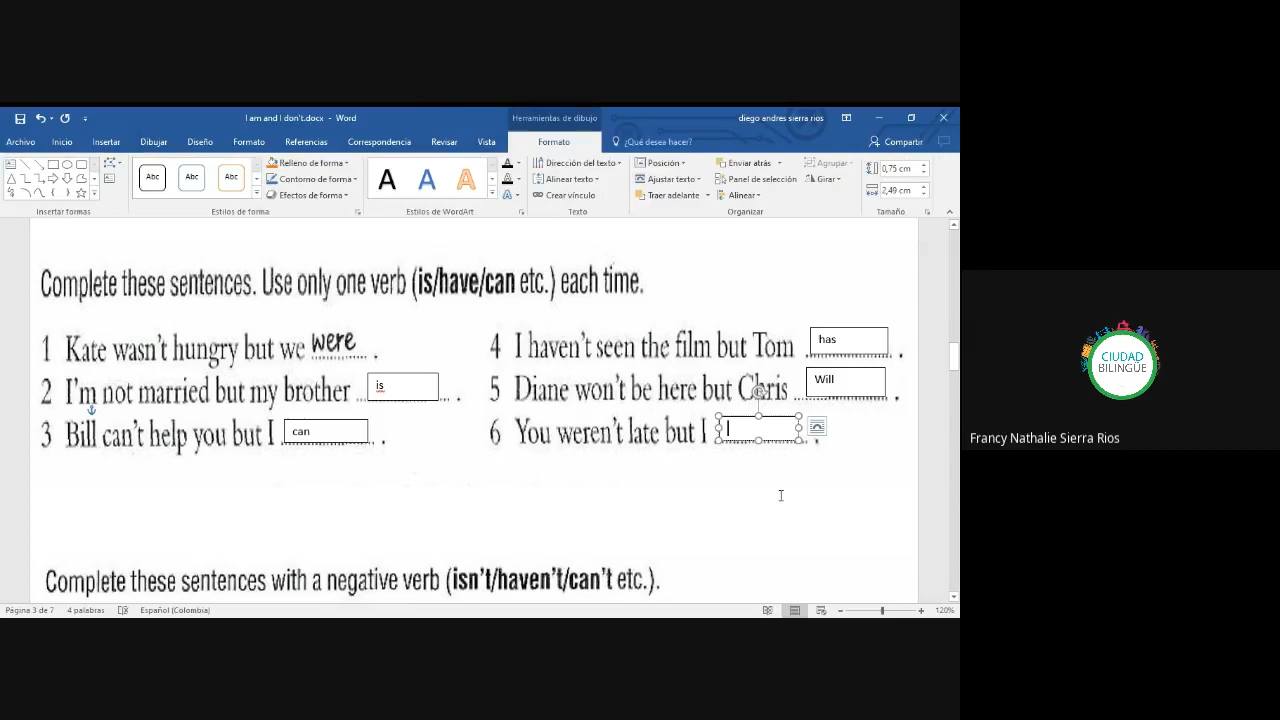 I am and I don't.docx - Word
Herramientas de dibujo
diego andres sierra rios
Archivo Inicio Insertar Dibujar Diseño Formato Referencias Correspondencia Revisar Vista Formato ¿Qué desea hacer? Compartir
Abc Abc Abc
Relleno de forma
Contorno de forma
Efectos de forma
A A A
Dirección del texto
Alinear texto
Crear vínculo
Posición
Ajustar texto
Traer adelante
Enviar atrás
Panel de selección
Alinear
Agrupar
Girar
0,75 cm
2,49 cm
Insertar formas Estilos de forma Estilos de WordArt Texto Organizar Tamaño
Complete these sentences. Use only one verb (is/have/can etc.) each time.
1 Kate wasn't hungry but we were .
2 I'm not married but my brother is .
3 Bill can't help you but I can .
4 I haven't seen the film but Tom has .
5 Diane won't be here but Chris Will .
6 You weren't late but I .
Complete these sentences with a negative verb (isn't/haven't/can't etc.).
Página 3 de 7 4 palabras Español (Colombia) 120%
CIUDAD
BILINGÜE
Francy Nathalie Sierra Rios